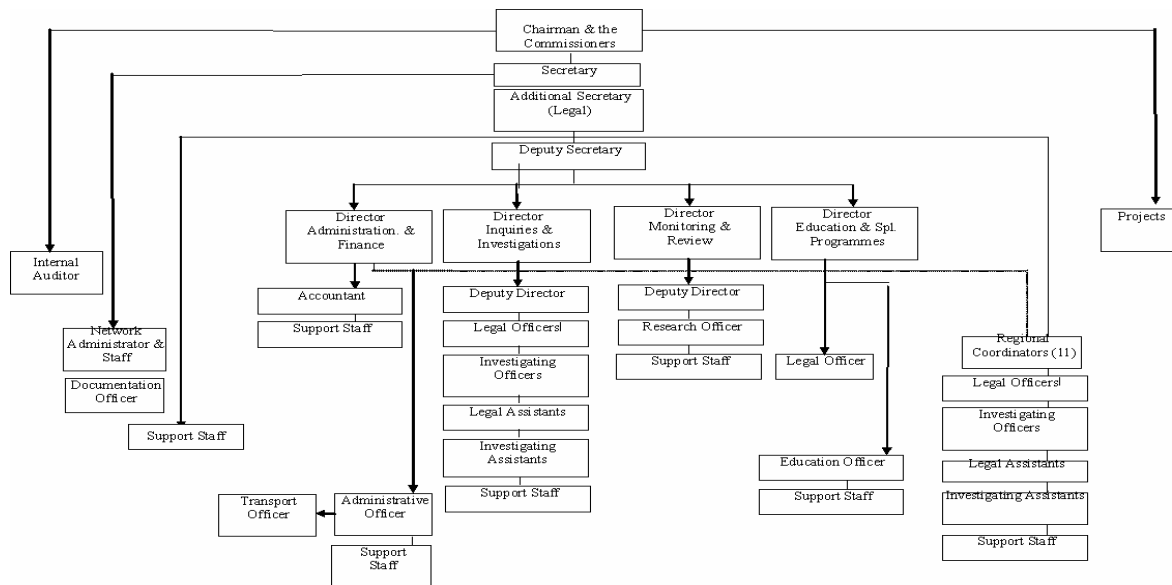 Chairman & the
Commissioners
Secretary
Additional Secretary
(Legal)
Deputy Secretary
Director
Administration. &
Finance
Director
Inquiries &
Investigations
Director
Monitoring &
Review
Director
Education & Spl.
Programmes
Projects
Internal
Auditor
Accountant
Support Staff
Deputy Director
Legal Officers
Investigating
Officers
Legal Assistants
Investigating
Assistants
Support Staff
Deputy Director
Research Officer
Support Staff
Legal Officer
Education Officer
Support Staff
Network
Administrator &
Staff
Documentation
Officer
Support Staff
Transport
Officer
Administrative
Officer
Support
Staff
Regional
Coordinators (11)
Legal Officers
Investigating
Officers
Legal Assistants
Investigating Assistants
Support Staff